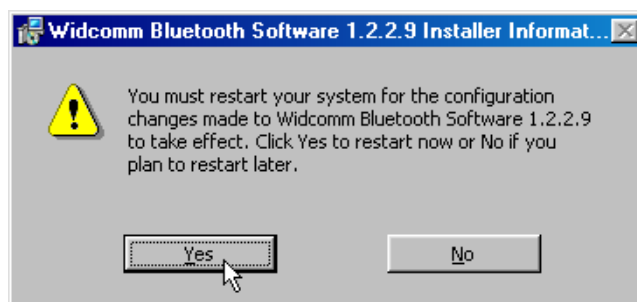 Widcomm Bluetooth Software 1.2.2.9 Installer Informat...
You must restart your system for the configuration
changes made to Widcomm Bluetooth Software 1.2.2.9
to take effect. Click Yes to restart now or No if you
plan to restart later.
Yes
No